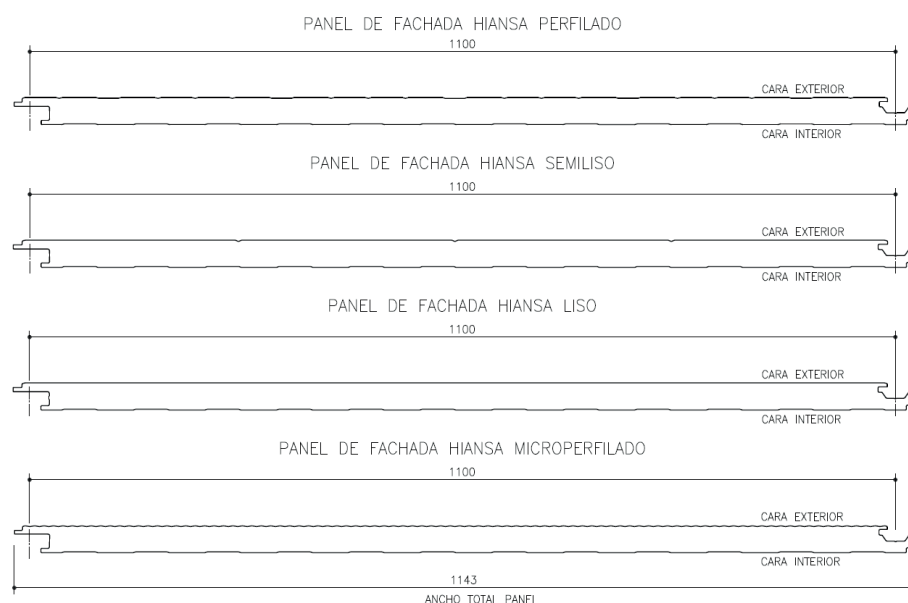 PANEL DE FACHADA HIANSA PERFILADO
1100
CARA EXTERIOR
CARA INTERIOR
PANEL DE FACHADA HIANSA SEMILISO
1100
CARA EXTERIOR
CARA INTERIOR
PANEL DE FACHADA HIANSA LISO
1100
CARA EXTERIOR
CARA INTERIOR
PANEL DE FACHADA HIANSA MICROPERFILADO
1100
CARA EXTERIOR
CARA INTERIOR
1143
ANCHO TOTAL PANEL